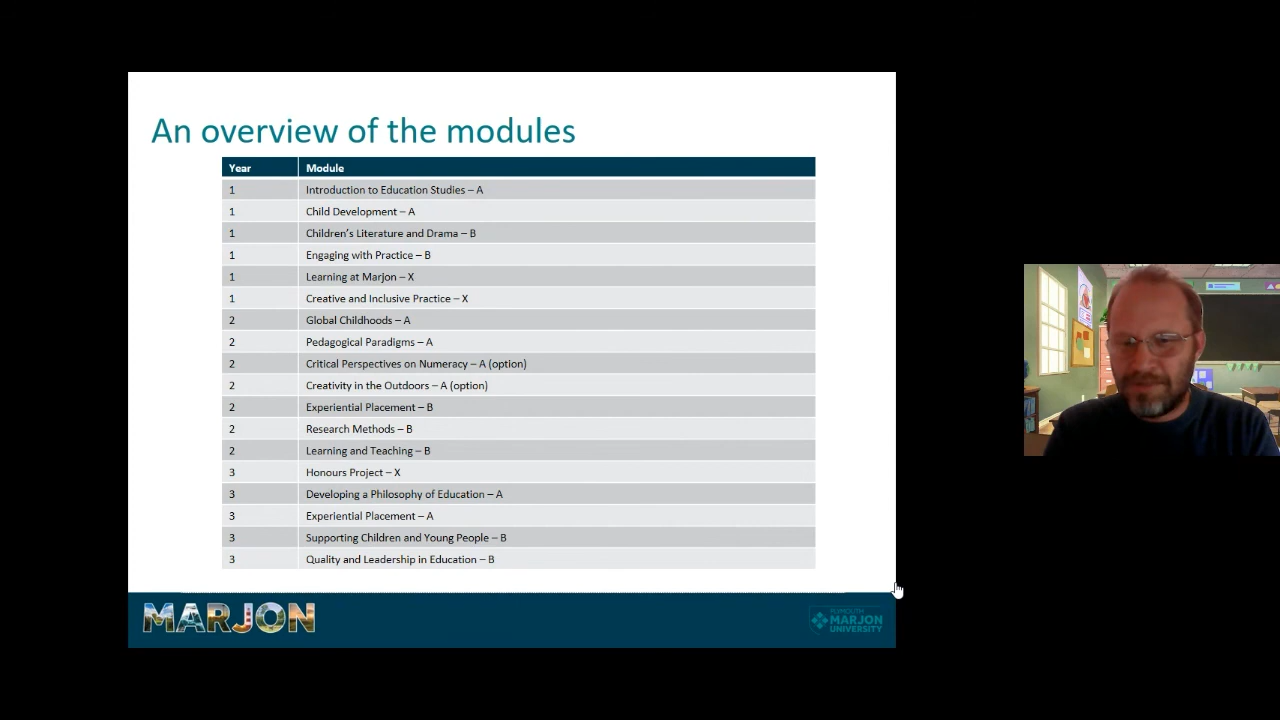 An overview of the modules
Year Module
1 Introduction to Education Studies – A
1 Child Development – A
1 Children's Literature and Drama – B
1 Engaging with Practice – B
1 Learning at Marjon – X
1 Creative and Inclusive Practice – X
2 Global Childhoods – A
2 Pedagogical Paradigms – A
2 Critical Perspectives on Numeracy – A (option)
2 Creativity in the Outdoors – A (option)
2 Experiential Placement – B
2 Research Methods – B
2 Learning and Teaching – B
3 Honours Project – X
3 Developing a Philosophy of Education – A
3 Experiential Placement – A
3 Supporting Children and Young People – B
3 Quality and Leadership in Education – B
MARJON
PLYMOUTH
MARJON
UNIVERSITY